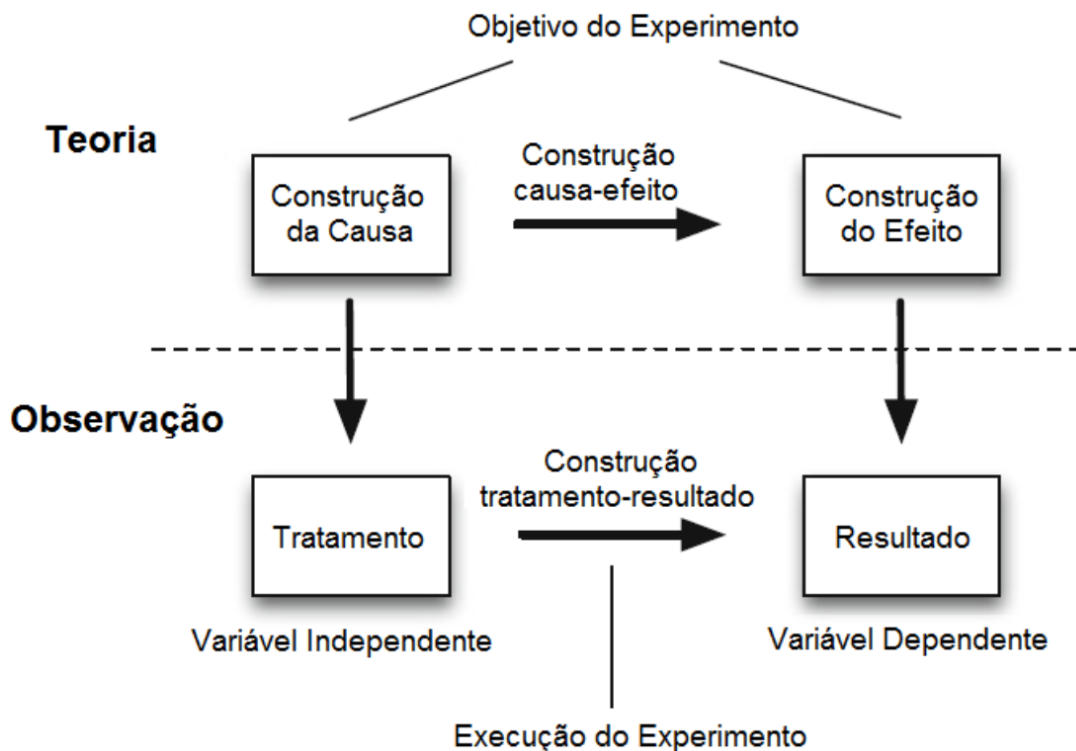 Objetivo do Experimento
Teoria
Construção
da Causa
Construção
causa-efeito
Construção
do Efeito
Observação
Tratamento
Construção
tratamento-resultado
Resultado
Variável Independente
Variável Dependente
Execução do Experimento